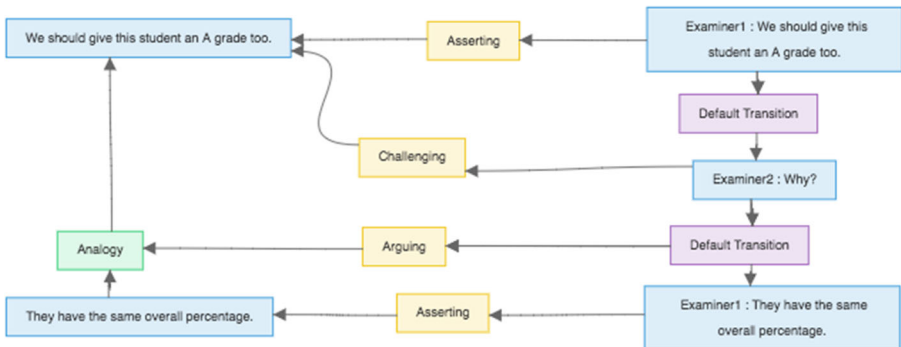 We should give this student an A grade too.
Asserting
Examiner1 : We should give this
student an A grade too.
Default Transition
Challenging
Examiner2 : Why?
Analogy
Arguing
Default Transition
They have the same overall percentage.
Asserting
Examiner1 : They have the same
overall percentage.